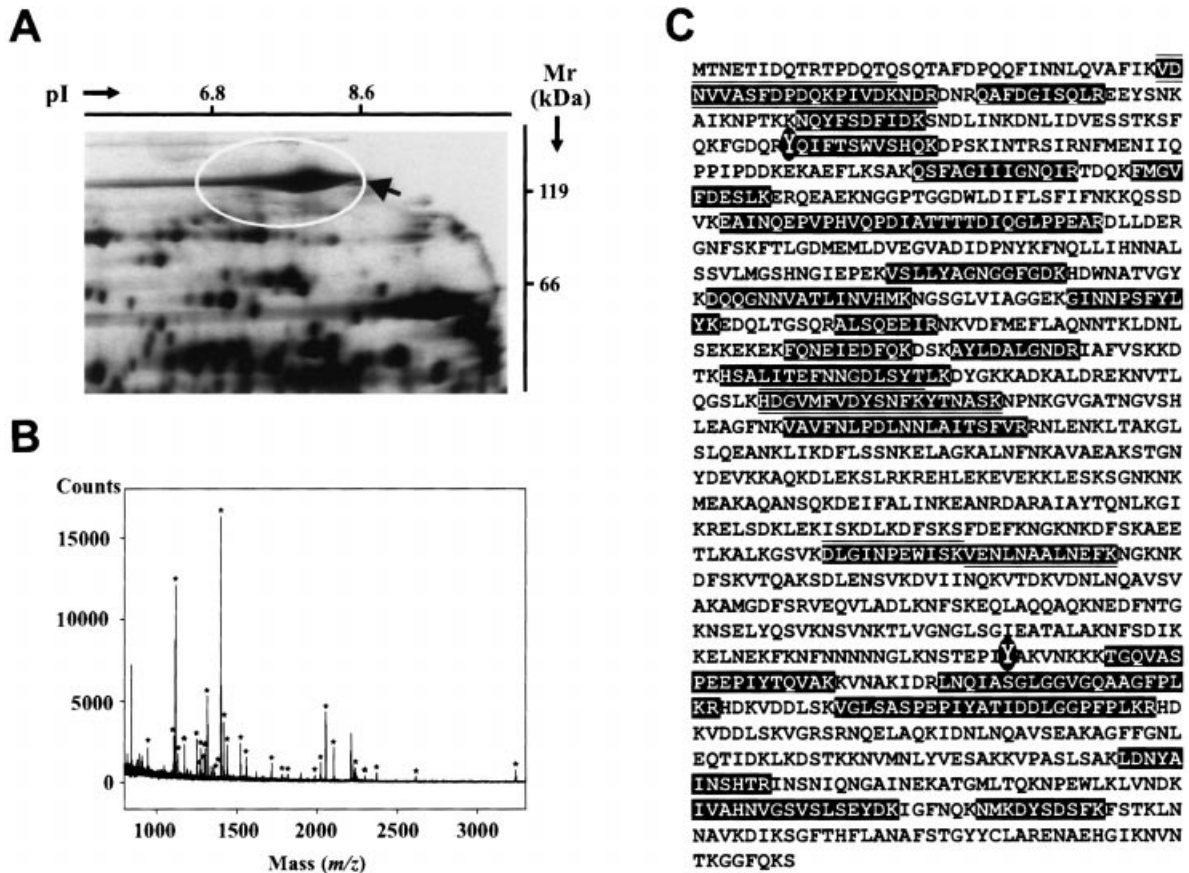 A
pI
6.8
8.6
Mr
(kDa)
119
66
B
Counts
15000
10000
5000
0
1000
1500
2000
2500
3000
Mass (m/z)
C
MTNETIDQTRTPDQTQSQTAFDPQQFINNLQVAFIKVD
NVVASFDPDQKPIVDKNDRDNRQAFDGISQLREEYSNK
AIKNPTKKNQYFSDFIDKSNDLINKDNLIDVESSTKSF
QKFGDQRYQIFTSWVSHQKDPSKINTRSIRNFMENIIQ
PPIPDDKEKAEFLKSAKQSFAGIIIGNQIRTDQKFMGV
FDESLKERQEAEKNGGPTGGDWLDIFLSFIFNKKQSSD
VKEAINQEPVPHVQPDIATTTTDIQGLPPEARDLLDER
GNFSKFTLGDMEMLDVEGVADIDPNYKFNQLLIHNNAL
SSVLMGSHNGIEPEKVSLLYAGNGGFGDKHDWNATVGY
KDQQGNNVATLINVHMKNGSGLVIAGGEKGINNPSFYL
YKEDQLTGSQRALSQEEIRNKVDFMEFLAQNNTKLDNL
SEKEKEKFQNEIEDFQKDSKAYLDALGNDRIAFVSKKD
TKHSALITEFNNGDLSYTLKDYGKKADKALDREKNVTL
QGSLKHDGVMFVDYSNFKYTNASKNPNKGVGATNGVSH
LEAGFNKVAVFNLPDLNNLAITSFVRRNLENKLTAKGL
SLQEANKLIKDFLSSNKELAGKALNFNKAVAEAKSTGN
YDEVKKAQKDLEKSLRKREHLEKEVEKKLESKSGNKNK
MEAKAQANSQKDEIFALINKEANRDARAIAYTQNLKGI
KRELSDKLEKISKDLKDFSKSFDEFKNGKNKDFSKAEE
TLKALKGSVKDLGINPEWISKVENLNAALNEFKNGKNK
DFSKVTQAKSDLENSVKDVIINQKVTDKVDNLNQAVSV
AKAMGDFSRVEQVLADLKNFSKEQLAQQAQKNEDFNTG
KNSELYQSVKNSVNKTLVGNGLSGIEATALAKNFSDIK
KELNEKFKNFNNNNNGLKNSTEPIYAKVNKKKTGQVAS
PEEPIYTQVAKKVNAKIDRLNQIASGLGGVGQAAGFPL
KRHDKVDDLSKVGLSASPEPIYATIDDLGGPFPLKRHD
KVDDLSKVGRSRNQELAQKIDNLNQAVSEAKAGFFGNL
EQTIDKLKDSTKKNVMNLYVESAKKVPASLSAKLDNYA
INSHTRINSNIQNGAINEKATGMLTQKNPEWLKLVNDK
IVAHNVGSVSLSEYDKIGFNQKNMKDYSDSFKFSTKLN
NAVKDIKSGFTHFLANAFSTGYYCLARENAEHGIKNVN
TKGGFQKS